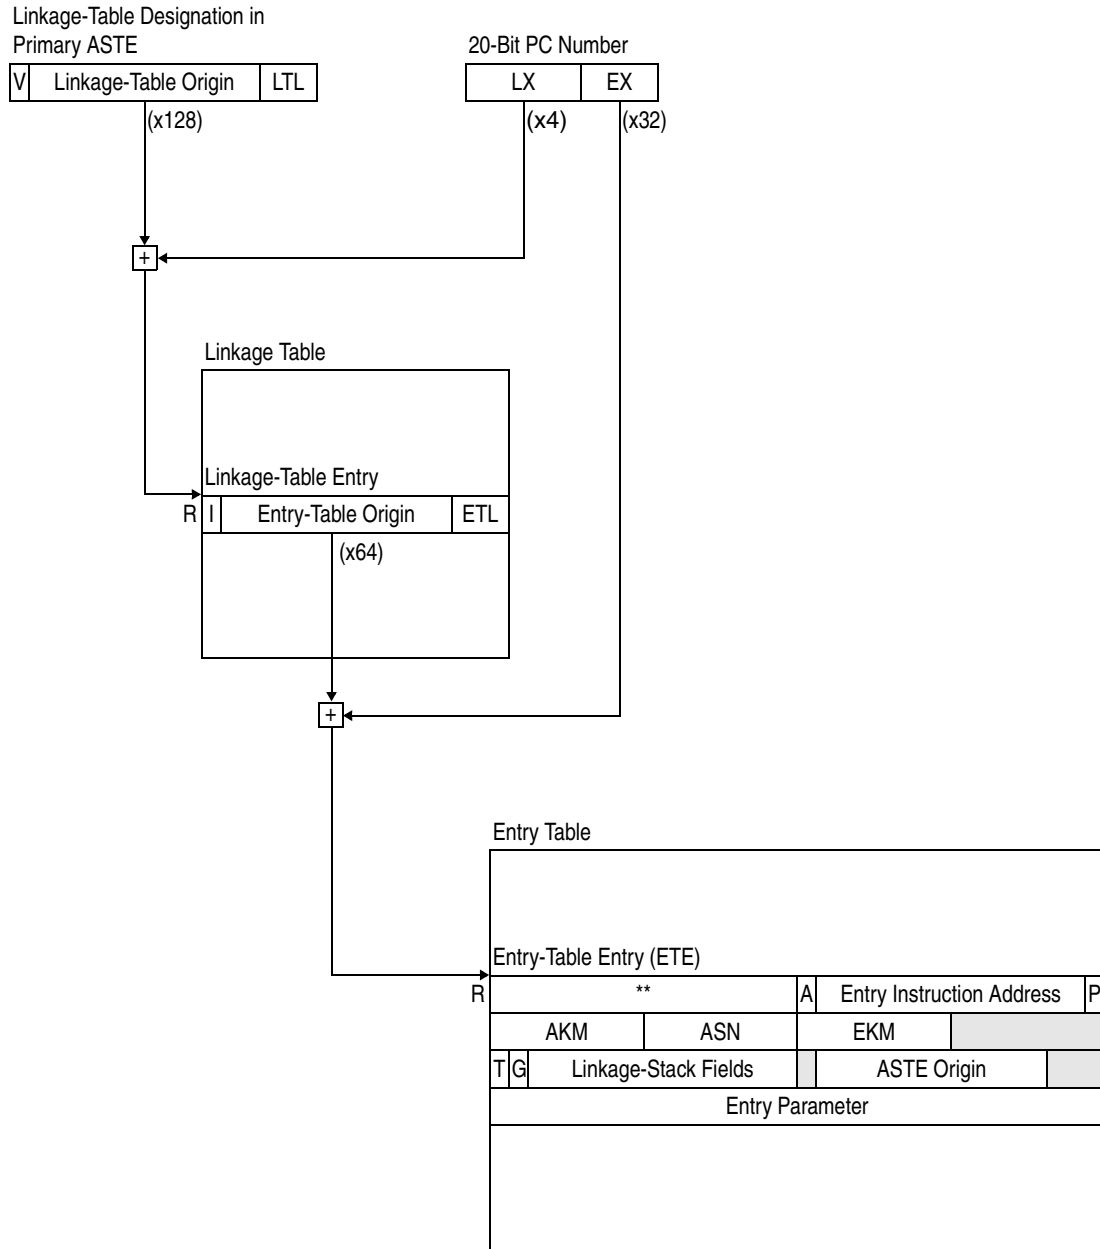 Linkage-Table Designation in
Primary ASTE
20-Bit PC Number
V Linkage-Table Origin LTL
LX EX
(x128)
(x4) (x32)
+
Linkage Table
Linkage-Table Entry
R I Entry-Table Origin ETL
(x64)
+
Entry Table
Entry-Table Entry (ETE)
R ** A Entry Instruction Address P
AKM ASN EKM
T G Linkage-Stack Fields ASTE Origin
Entry Parameter